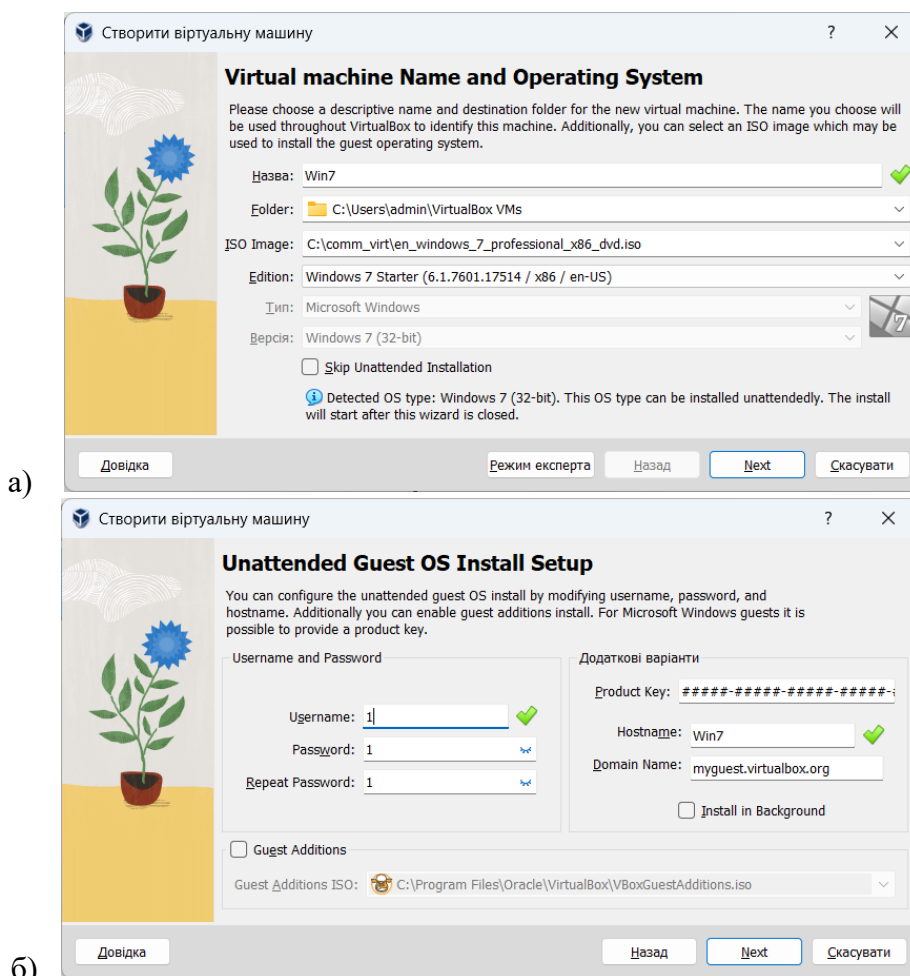 Створити віртуальну машину
?
Virtual machine Name and Operating System
Please choose a descriptive name and destination folder for the new virtual machine. The name you choose will
be used throughout VirtualBox to identify this machine. Additionally, you can select an ISO image which may be
used to install the guest operating system.
Назва: Win7
Folder: C:\Users\admin\VirtualBox VMs
ISO Image: C:\comm_virt\en_windows_7_professional_x86_dvd.iso
Edition: Windows 7 Starter (6.1.7601.17514 / x86 / en-US)
Тип: Microsoft Windows
Версія: Windows 7 (32-bit)
7
Skip Unattended Installation
Detected OS type: Windows 7 (32-bit). This OS type can be installed unattendedly. The install
will start after this wizard is closed.
Довідка Режим експерта Назад Next Скасувати
а)
Створити віртуальну машину
?
Unattended Guest OS Install Setup
You can configure the unattended guest OS install by modifying username, password, and
hostname. Additionally you can enable guest additions install. For Microsoft Windows guests it is
possible to provide a product key.
Username and Password
Username: 1
Password: 1
Repeat Password: 1
Додаткові варіанти
Product Key: #####-#####-#####-#####-#
Hostname: Win7
Domain Name: myguest.virtualbox.org
Install in Background
Guest Additions
Guest Additions ISO: C:\Program Files\Oracle\VirtualBox\VBoxGuestAdditions.iso
Довідка Назад Next Скасувати
б)